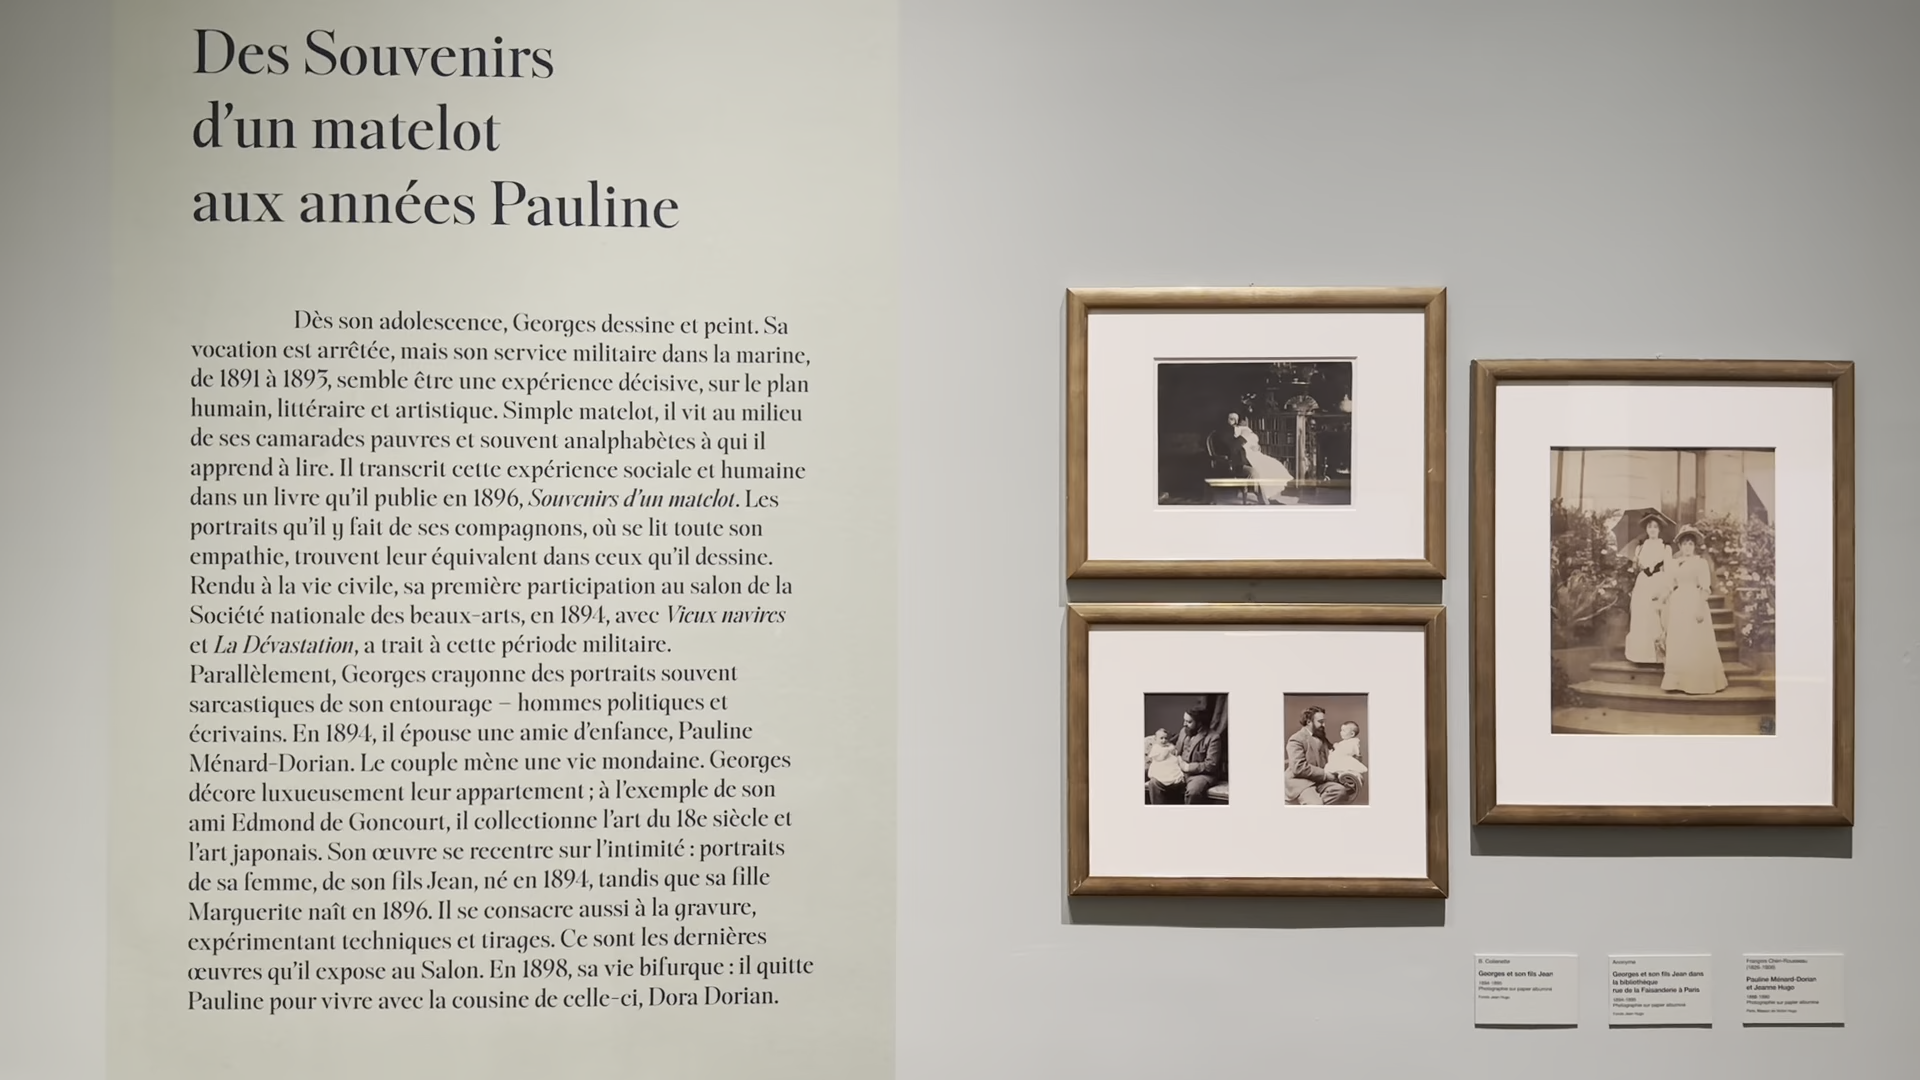 Des Souvenirs
d'un matelot
aux années Pauline
Dès son adolescence, Georges dessine et peint. Sa
vocation est arrêtée, mais son service militaire dans la marine,
de 1891 à 1893, semble être une expérience décisive, sur le plan
humain, littéraire et artistique. Simple matelot, il vit au milieu
de ses camarades pauvres et souvent analphabètes à qui il
apprend à lire. Il transcrit cette expérience sociale et humaine
dans un livre qu'il publie en 1896, Souvenirs d'un matelot. Les
portraits qu'il y fait de ses compagnons, où se lit toute son
empathie, trouvent leur équivalent dans ceux qu'il dessine.
Rendu à la vie civile, sa première participation au salon de la
Société nationale des beaux-arts, en 1894, avec Vieux navires
et La Dévastation, a trait à cette période militaire.
Parallèlement, Georges crayonne des portraits souvent
sarcastiques de son entourage – hommes politiques et
écrivains. En 1894, il épouse une amie d'enfance, Pauline
Ménard-Dorian. Le couple mène une vie mondaine. Georges
décore luxueusement leur appartement ; à l'exemple de son
ami Edmond de Goncourt, il collectionne l'art du 18e siècle et
l'art japonais. Son œuvre se recentre sur l'intimité : portraits
de sa femme, de son fils Jean, né en 1894, tandis que sa fille
Marguerite naît en 1896. Il se consacre aussi à la gravure,
expérimentant techniques et tirages. Ce sont les dernières
œuvres qu'il expose au Salon. En 1898, sa vie bifurque : il quitte
Pauline pour vivre avec la cousine de celle-ci, Dora Dorian.
Georges et son fils Jean
Photographie sur papier albuminé
Anonyme
Georges et son fils Jean dans
la bibliothèque
rue de la Faisanderie à Paris
Photographie sur papier albuminé
Pauline Ménard-Dorian
et Jeanne Hugo
Photographie sur papier albuminé